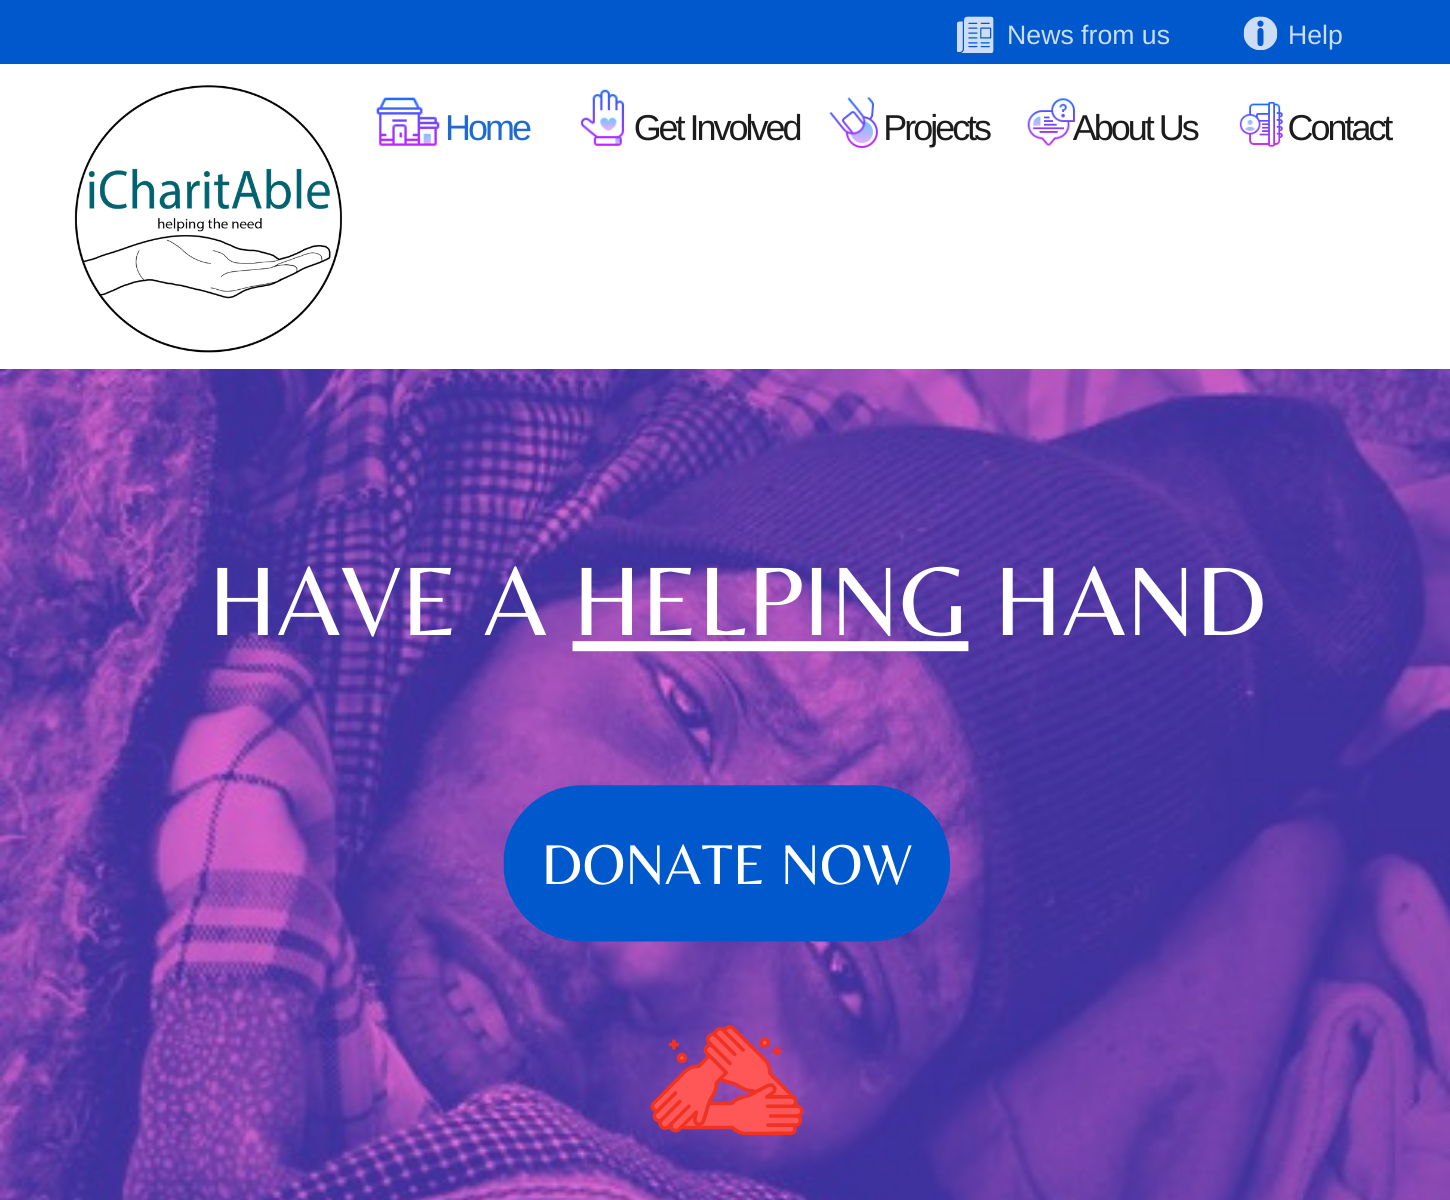 News from us
Help
Home
Get Involved
Projects
About Us
Contact
iCharitAble
helping the need
HAVE A HELPING HAND
DONATE NOW